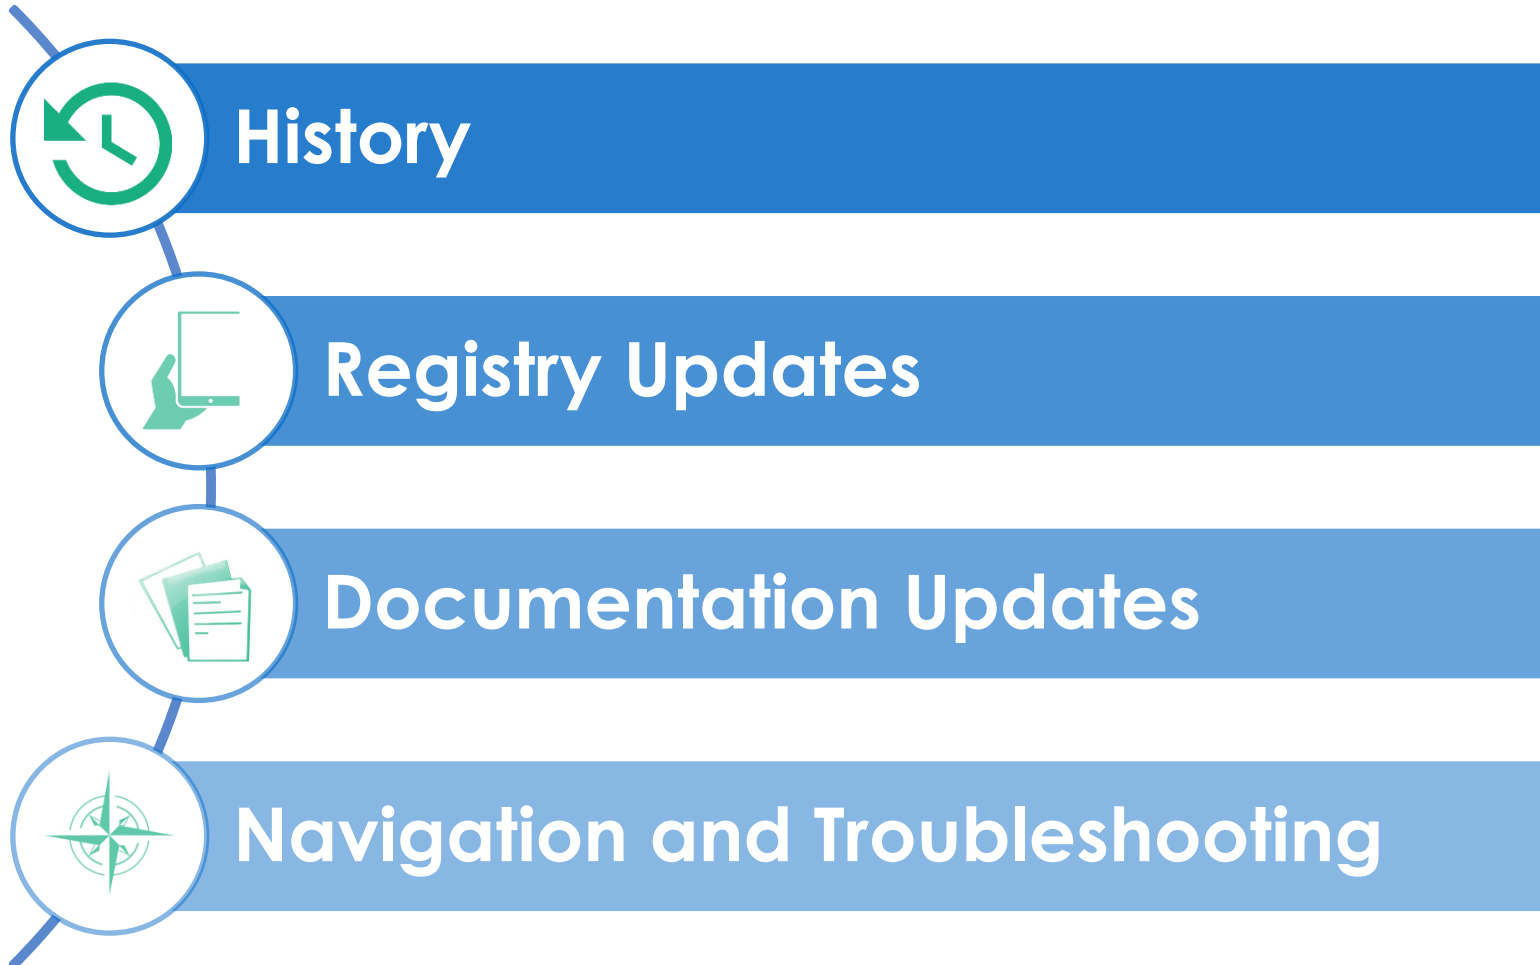 History
Registry Updates
Documentation Updates
Navigation and Troubleshooting